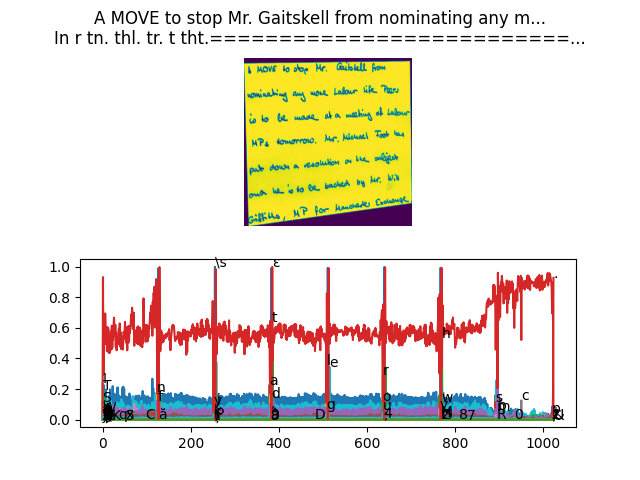 A MOVE to stop Mr. Gaitskell from nominating any m...
In r tn. thl. tr. t tht.==========================...
A MOVE to stop Mr. Gaitskell from
nominating any more Labour life Peers
is to be made at a meeting of Labour
MPs tomorrow. Mr. Michael Foot has
put down a resolution on the subject
and he is to be backed by Mr. Will
Griffiths, MP for Manchester Exchange
1.0
0.8
0.6
0.4
0.2
0.0
\s
ε
t
h
le
r
a
d
g
o
w
s
c
C
D
R
0
87
0
200
400
600
800
1000